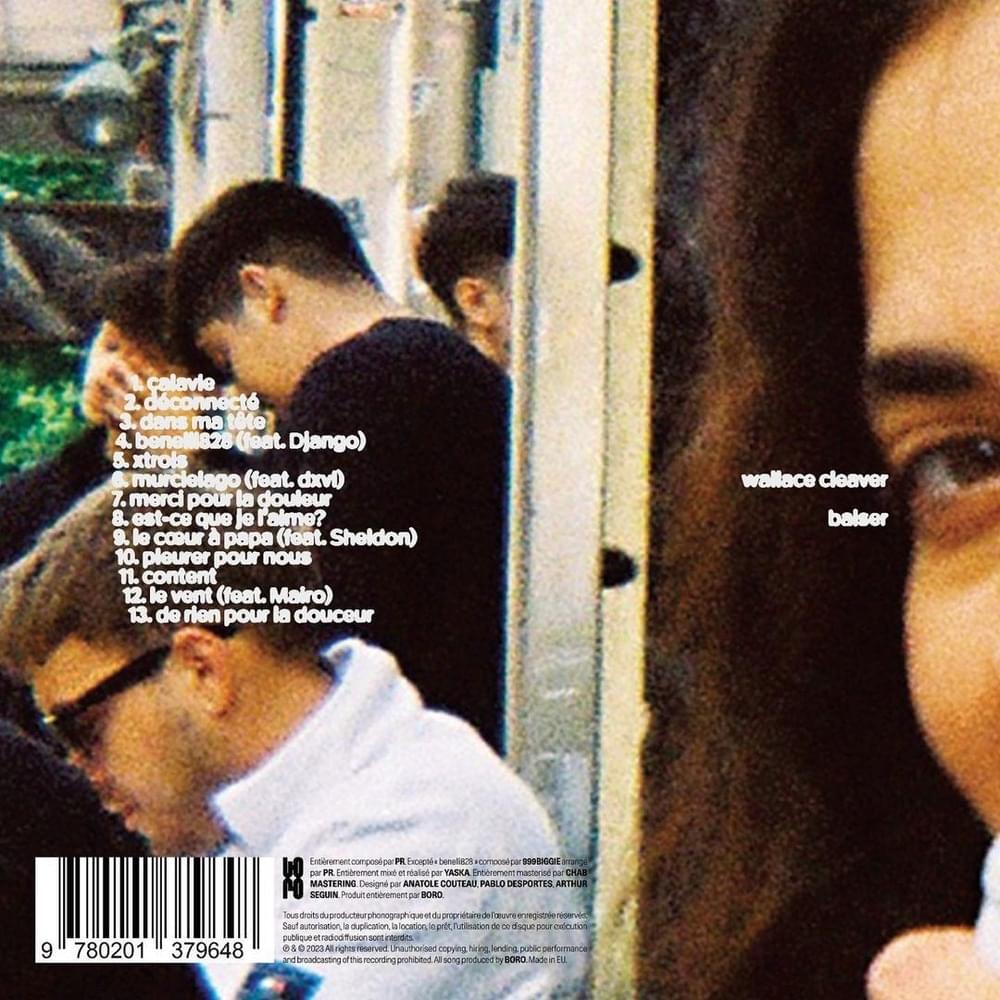 1. calavie
2. déconnecté
3. dans ma tête
4. benelli828 (feat. Django)
5. xtrois
6. murcielago (feat. dxvl)
7. merci pour la douleur
8. est-ce que je l'aime?
9. le cœur à papa (feat. Sheldon)
10. pleurer pour nous
11. content
12. le vent (feat. Mairo)
13. de rien pour la douceur
wallace cleaver
baiser
BORO
Entièrement composé par PR. Excepté « benelli828 » composé par 999BIGGIE arrangé
par PR. Entièrement mixé et réalisé par YASKA. Entièrement masterisé par CHAB
MASTERING. Designé par ANATOLE COUTEAU, PABLO DESPORTES, ARTHUR
SEGUIN. Produit entièrement par BORO.
Tous droits du producteur phonographique et du propriétaire de l'œuvre enregistrée réservés.
Sauf autorisation, la duplication, la location, le prêt, l'utilisation de ce disque pour exécution
publique et radiodiffusion sont interdits.
℗ & © 2023 All rights reserved. Unauthorised copying, hiring, lending, public performance
and broadcasting of this recording prohibited. All song produced by BORO. Made in EU.
9 780201 379648